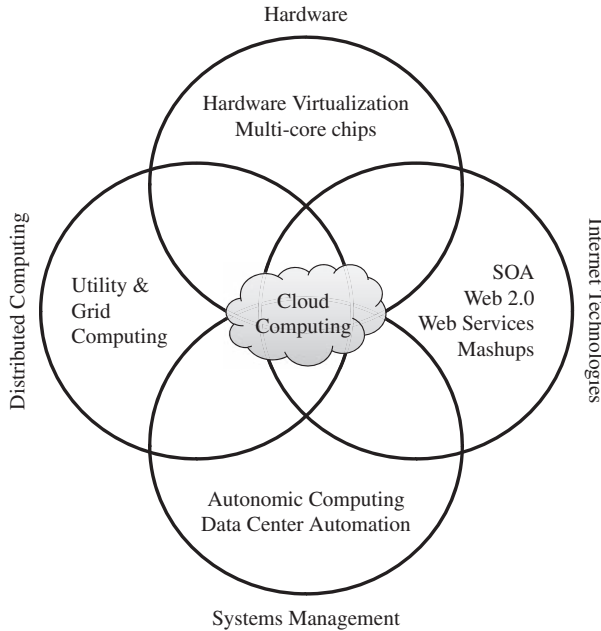 Hardware
Hardware Virtualization
Multi-core chips
Distributed Computing
Utility &
Grid
Computing
Cloud
Computing
SOA
Web 2.0
Web Services
Mashups
Internet Technologies
Autonomic Computing
Data Center Automation
Systems Management